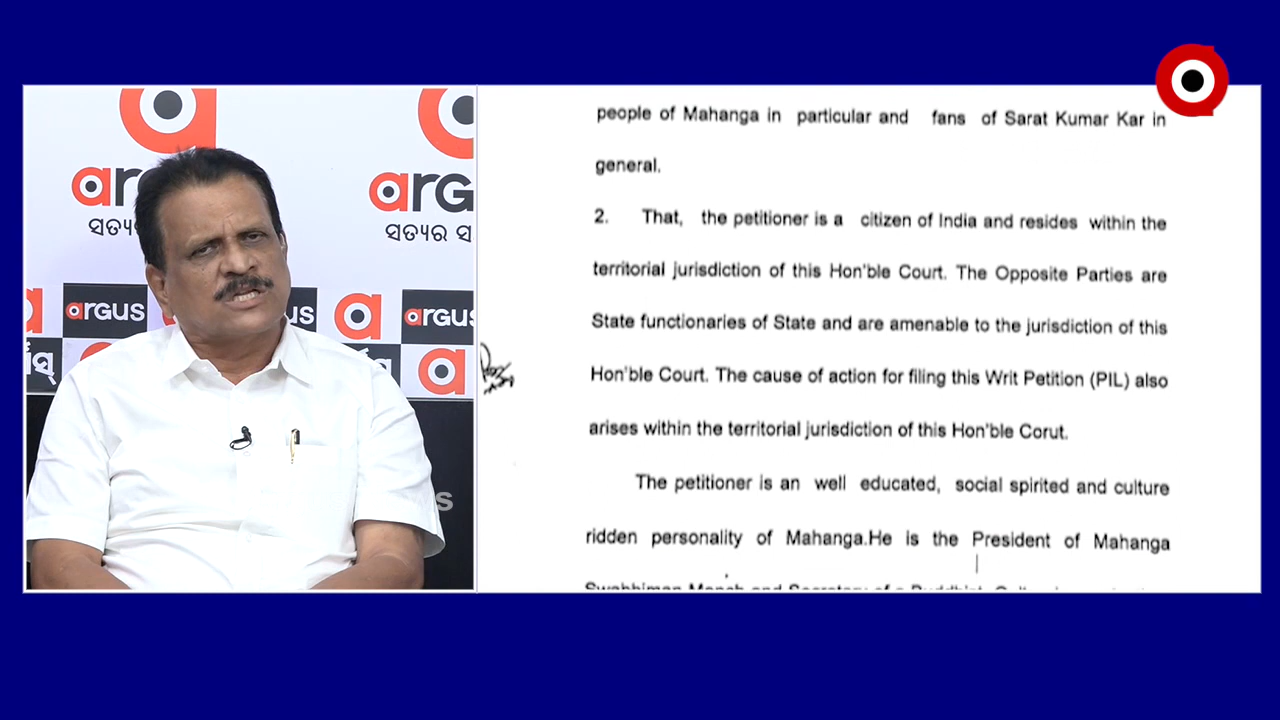 argus
ସତ୍ୟର ସ
argus
argus
people of Mahanga in particular and fans of Sarat Kumar Kar in
general.
2. That, the petitioner is a citizen of India and resides within the
territorial jurisdiction of this Hon'ble Court. The Opposite Parties are
State functionaries of State and are amenable to the jurisdiction of this
Hon'ble Court. The cause of action for filing this Writ Petition (PIL) also
arises within the territorial jurisdiction of this Hon'ble Corut.
The petitioner is an well educated, social spirited and culture
ridden personality of Mahanga.He is the President of Mahanga